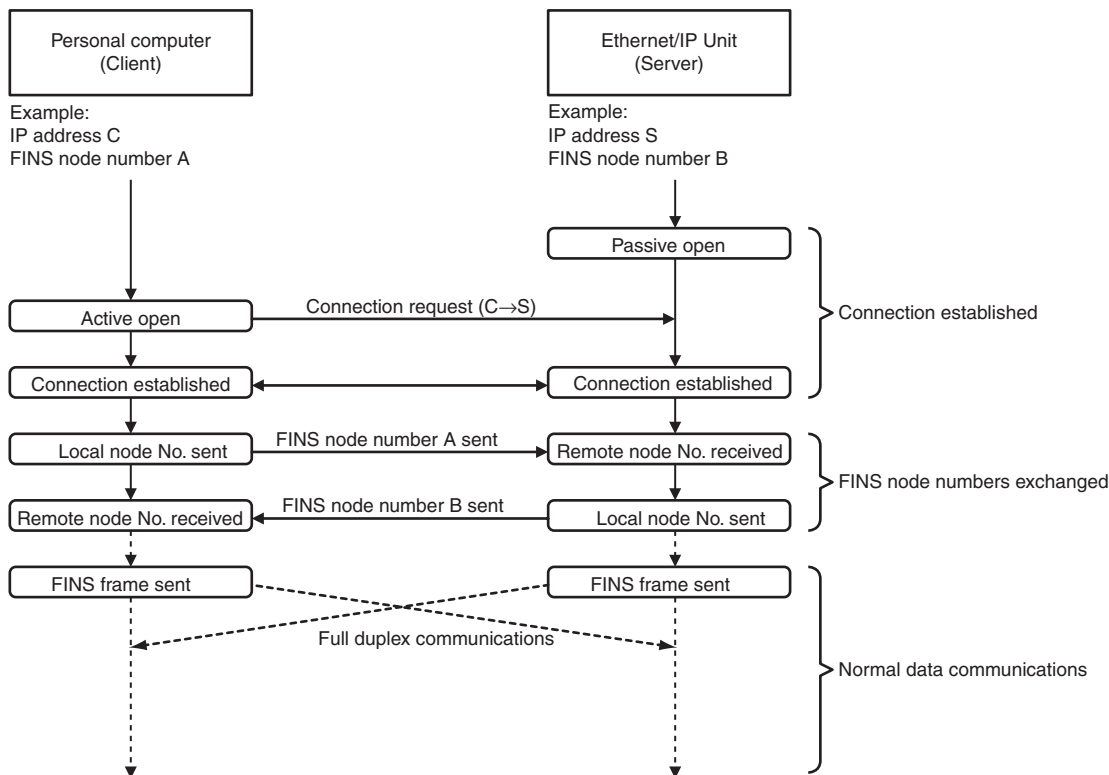 Personal computer
(Client)
Ethernet/IP Unit
(Server)
Example:
IP address C
FINS node number A
Example:
IP address S
FINS node number B
Passive open
Connection request (C→S)
Active open
Connection established
Connection established
Connection established
Local node No. sent
FINS node number A sent
Remote node No. received
FINS node numbers exchanged
Remote node No. received
FINS node number B sent
Local node No. sent
FINS frame sent
FINS frame sent
Full duplex communications
Normal data communications